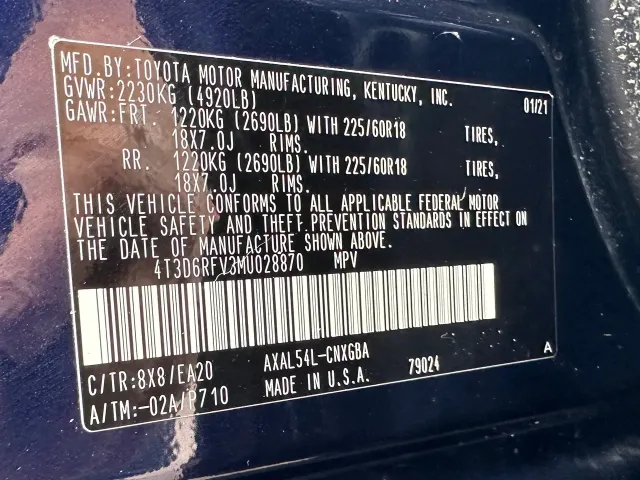 MFD.BY:TOYOTA MOTOR MANUFACTURING, KENTUCKY, INC. 01/21
GVWR:2230KG (4920LB)
GAWR:FRT. 1220KG (2690LB) WITH 225/60R18 TIRES,
18X7.0J RIMS.
RR. 1220KG (2690LB) WITH 225/60R18 TIRES,
18X7.0J RIMS.
THIS VEHICLE CONFORMS TO ALL APPLICABLE FEDERAL MOTOR
VEHICLE SAFETY AND THEFT PREVENTION STANDARDS IN EFFECT ON
THE DATE OF MANUFACTURE SHOWN ABOVE.
4T3D6RFV3MU028870 MPV
C/TR:8X8/EA20 AXAL54L-CNXGBA A
A/TM:-02A/P710 MADE IN U.S.A. 79024